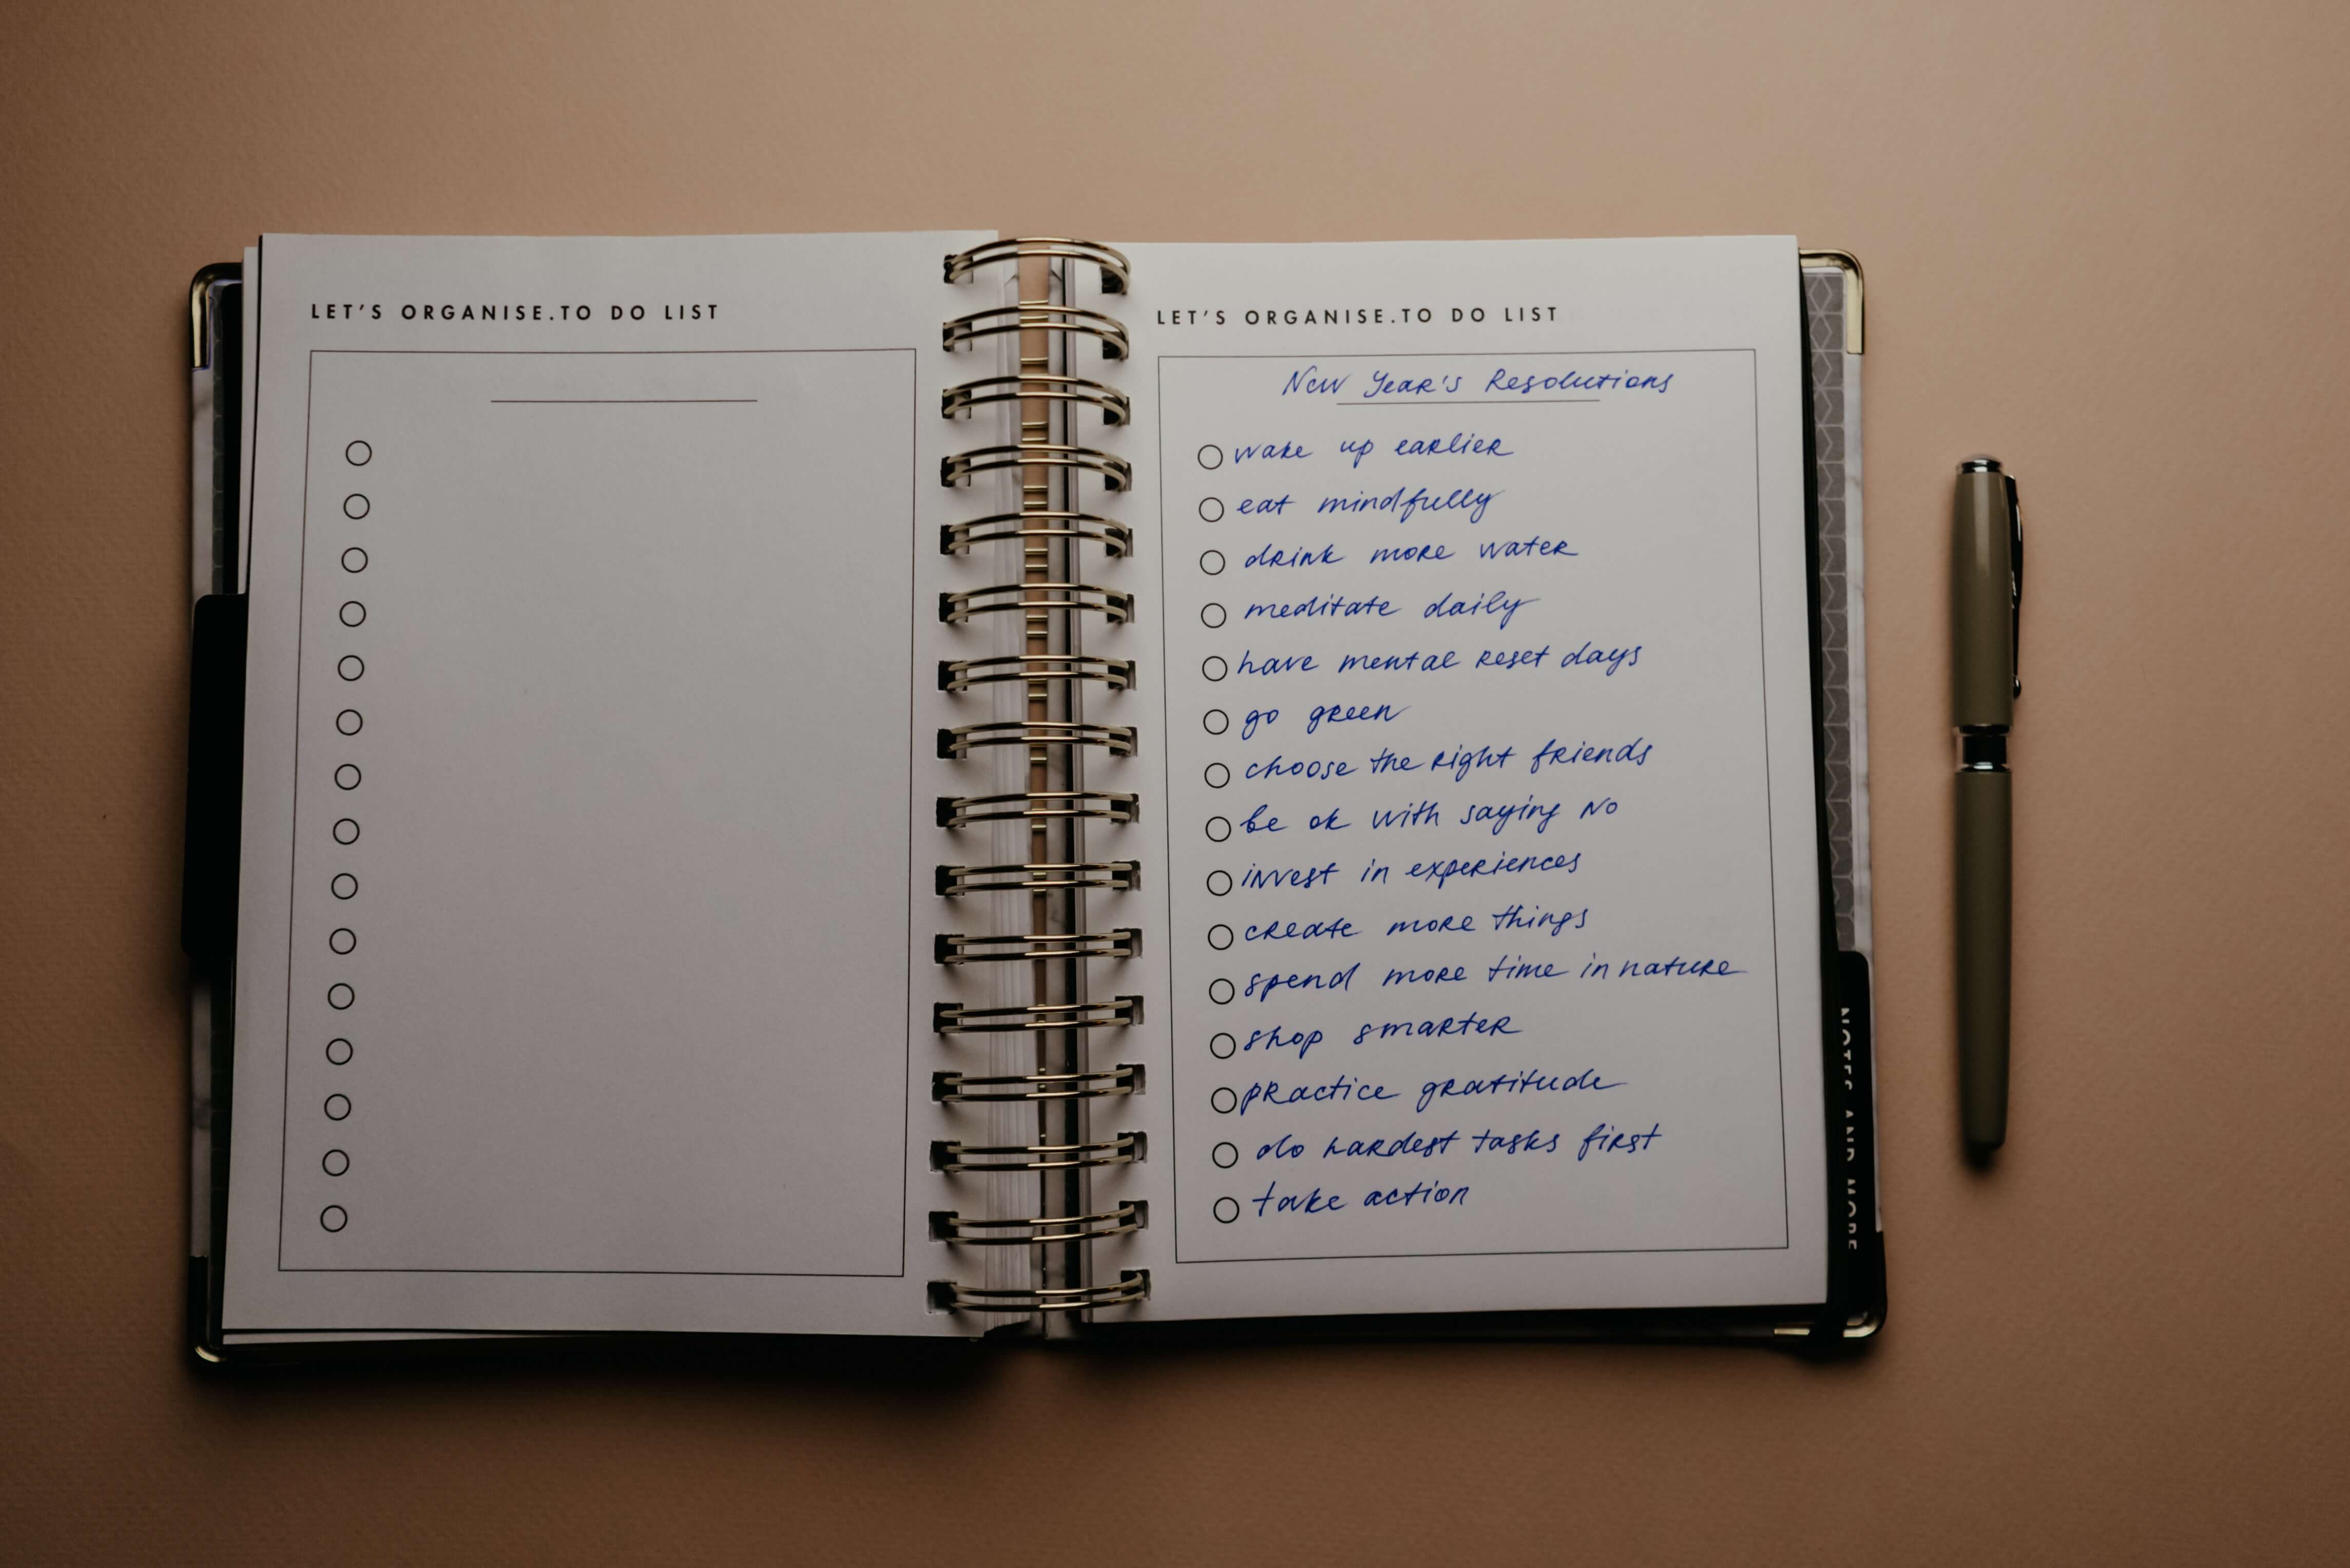 LET'S ORGANISE.TO DO LIST
LET'S ORGANISE.TO DO LIST
New Year's Resolutions
wake up earlier
eat mindfully
drink more water
meditate daily
have mental reset days
go green
choose the right friends
be ok with saying No
invest in experiences
create more things
spend more time in nature
shop smarter
practice gratitude
do hardest tasks first
take action
NOTES AND MORE